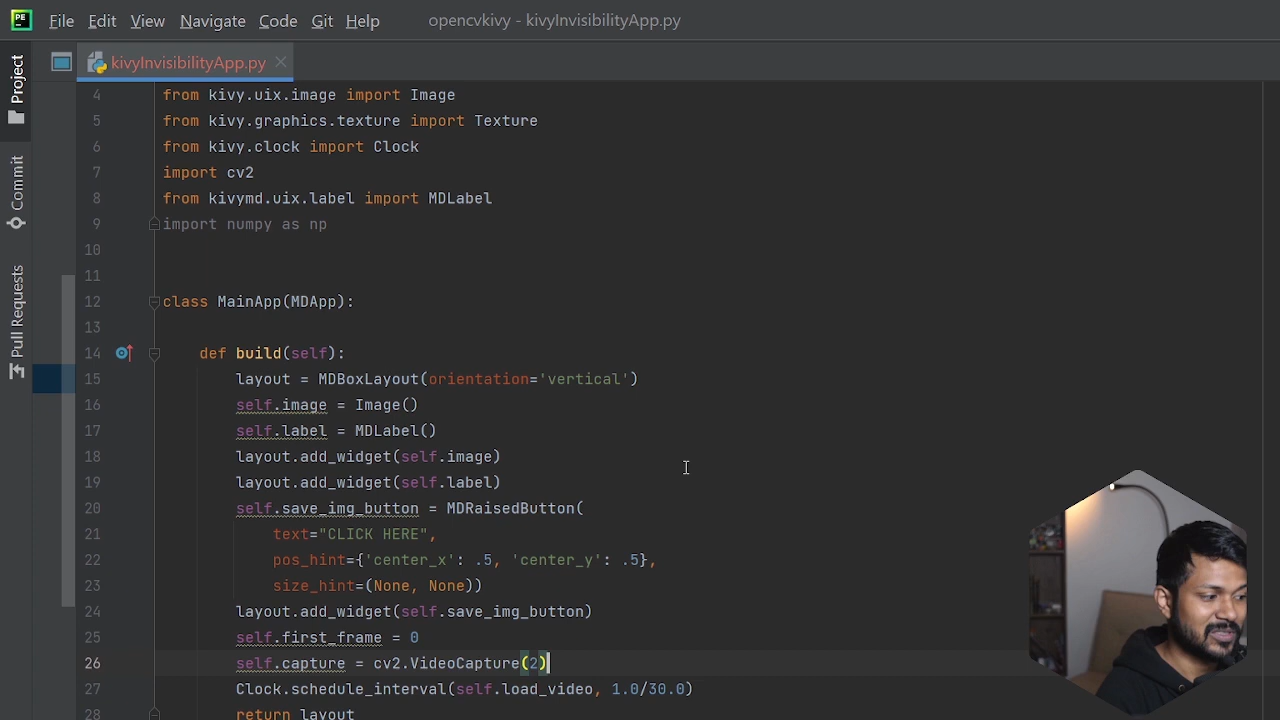 PE File Edit View Navigate Code Git Help opencvkivy - kivyInvisibilityApp.py
Project
kivyInvisibilityApp.py
Commit
Pull Requests
4 from kivy.uix.image import Image
5 from kivy.graphics.texture import Texture
6 from kivy.clock import Clock
7 import cv2
8 from kivymd.uix.label import MDLabel
9 import numpy as np
10
11
12 class MainApp(MDApp):
13
14 def build(self):
15 layout = MDBoxLayout(orientation='vertical')
16 self.image = Image()
17 self.label = MDLabel()
18 layout.add_widget(self.image)
19 layout.add_widget(self.label)
20 self.save_img_button = MDRaisedButton(
21 text="CLICK HERE",
22 pos_hint={'center_x': .5, 'center_y': .5},
23 size_hint=(None, None))
24 layout.add_widget(self.save_img_button)
25 self.first_frame = 0
26 self.capture = cv2.VideoCapture(2)
27 Clock.schedule_interval(self.load_video, 1.0/30.0)
28 return layout